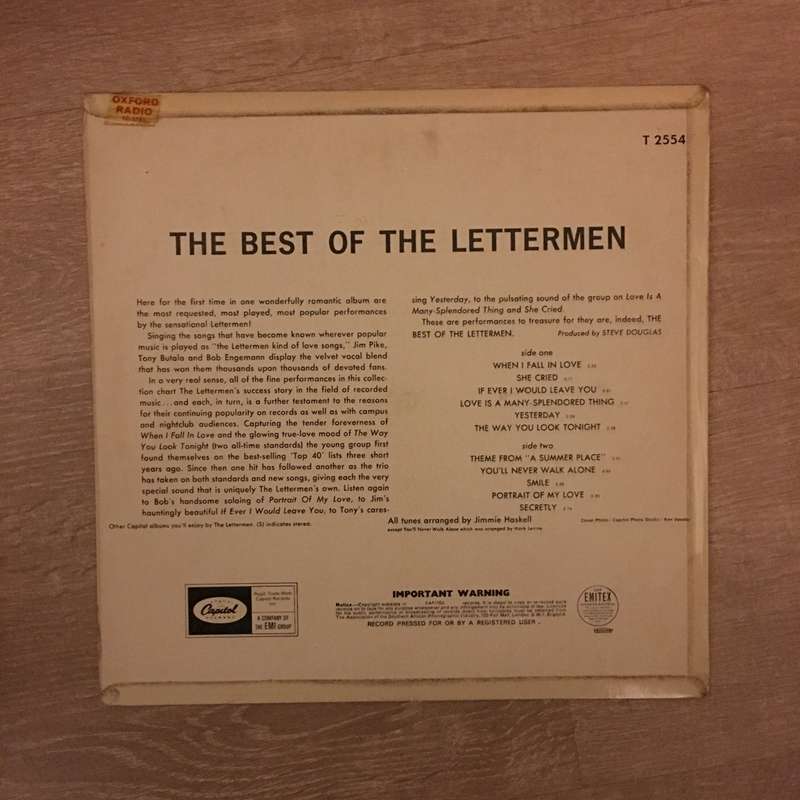 OXFORD
RADIO
T 2554
THE BEST OF THE LETTERMEN
Here for the first time in one wonderfully romantic album are
the most requested, most played, most popular performances
by the sensational Lettermen!
Singing the songs that have become known wherever popular
music is played as "the Lettermen kind of love songs," Jim Pike,
Tony Butala and Bob Engemann display the velvet vocal blend
that has won them thousands upon thousands of devoted fans.
In a very real sense, all of the fine performances in this collec-
tion chart The Lettermen's success story in the field of recorded
music...and each, in turn, is a further testament to the reasons
for their continuing popularity on records as well as with campus
and nightclub audiences. Capturing the tender foreverness of
When I Fall In Love and the glowing true-love mood of The Way
You Look Tonight (two all-time standards) the young group first
found themselves on the best-selling 'Top 40' lists three short
years ago. Since then one hit has followed another as the trio
has taken on both standards and new songs, giving each the very
special sound that is uniquely The Lettermen's own. Listen again
to Bob's handsome soloing of Portrait Of My Love, to Jim's
hauntingly beautiful If Ever I Would Leave You, to Tony's cares-
sing Yesterday, to the pulsating sound of the group on Love Is A
Many-Splendored Thing and She Cried.
These are performances to treasure for they are, indeed, THE
BEST OF THE LETTERMEN.
Produced by STEVE DOUGLAS
side one
WHEN I FALL IN LOVE
SHE CRIED
IF EVER I WOULD LEAVE YOU
LOVE IS A MANY-SPLENDORED THING
YESTERDAY
THE WAY YOU LOOK TONIGHT
side two
THEME FROM "A SUMMER PLACE"
YOU'LL NEVER WALK ALONE
SMILE
PORTRAIT OF MY LOVE
SECRETLY
All tunes arranged by Jimmie Haskell
except You'll Never Walk Alone which was arranged by
Cover Photo: Capitol Photo Studio
Other Capitol albums you'll enjoy by The Lettermen. (S) indicates stereo.
Capitol
RECORDS
A COMPANY OF
THE EMI GROUP
IMPORTANT WARNING
RECORD PRESSED FOR OR BY A REGISTERED USER .
EMITEX